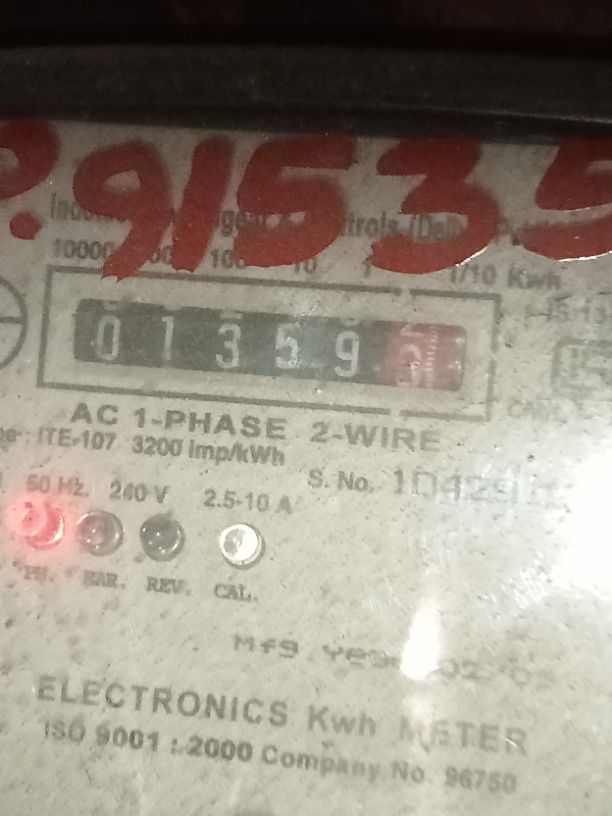 91535
10000 100 10 1 1/10 Kwh
0 1 3 5 9
AC 1-PHASE 2-WIRE
ITE-107 3200 Imp/kWh
50 Hz. 240 V 2.5-10 A
S. No.
PH. EAR. REV. CAL.
Mfg.
ELECTRONICS Kwh METER
ISO 9001 : 2000 Company No. 96750